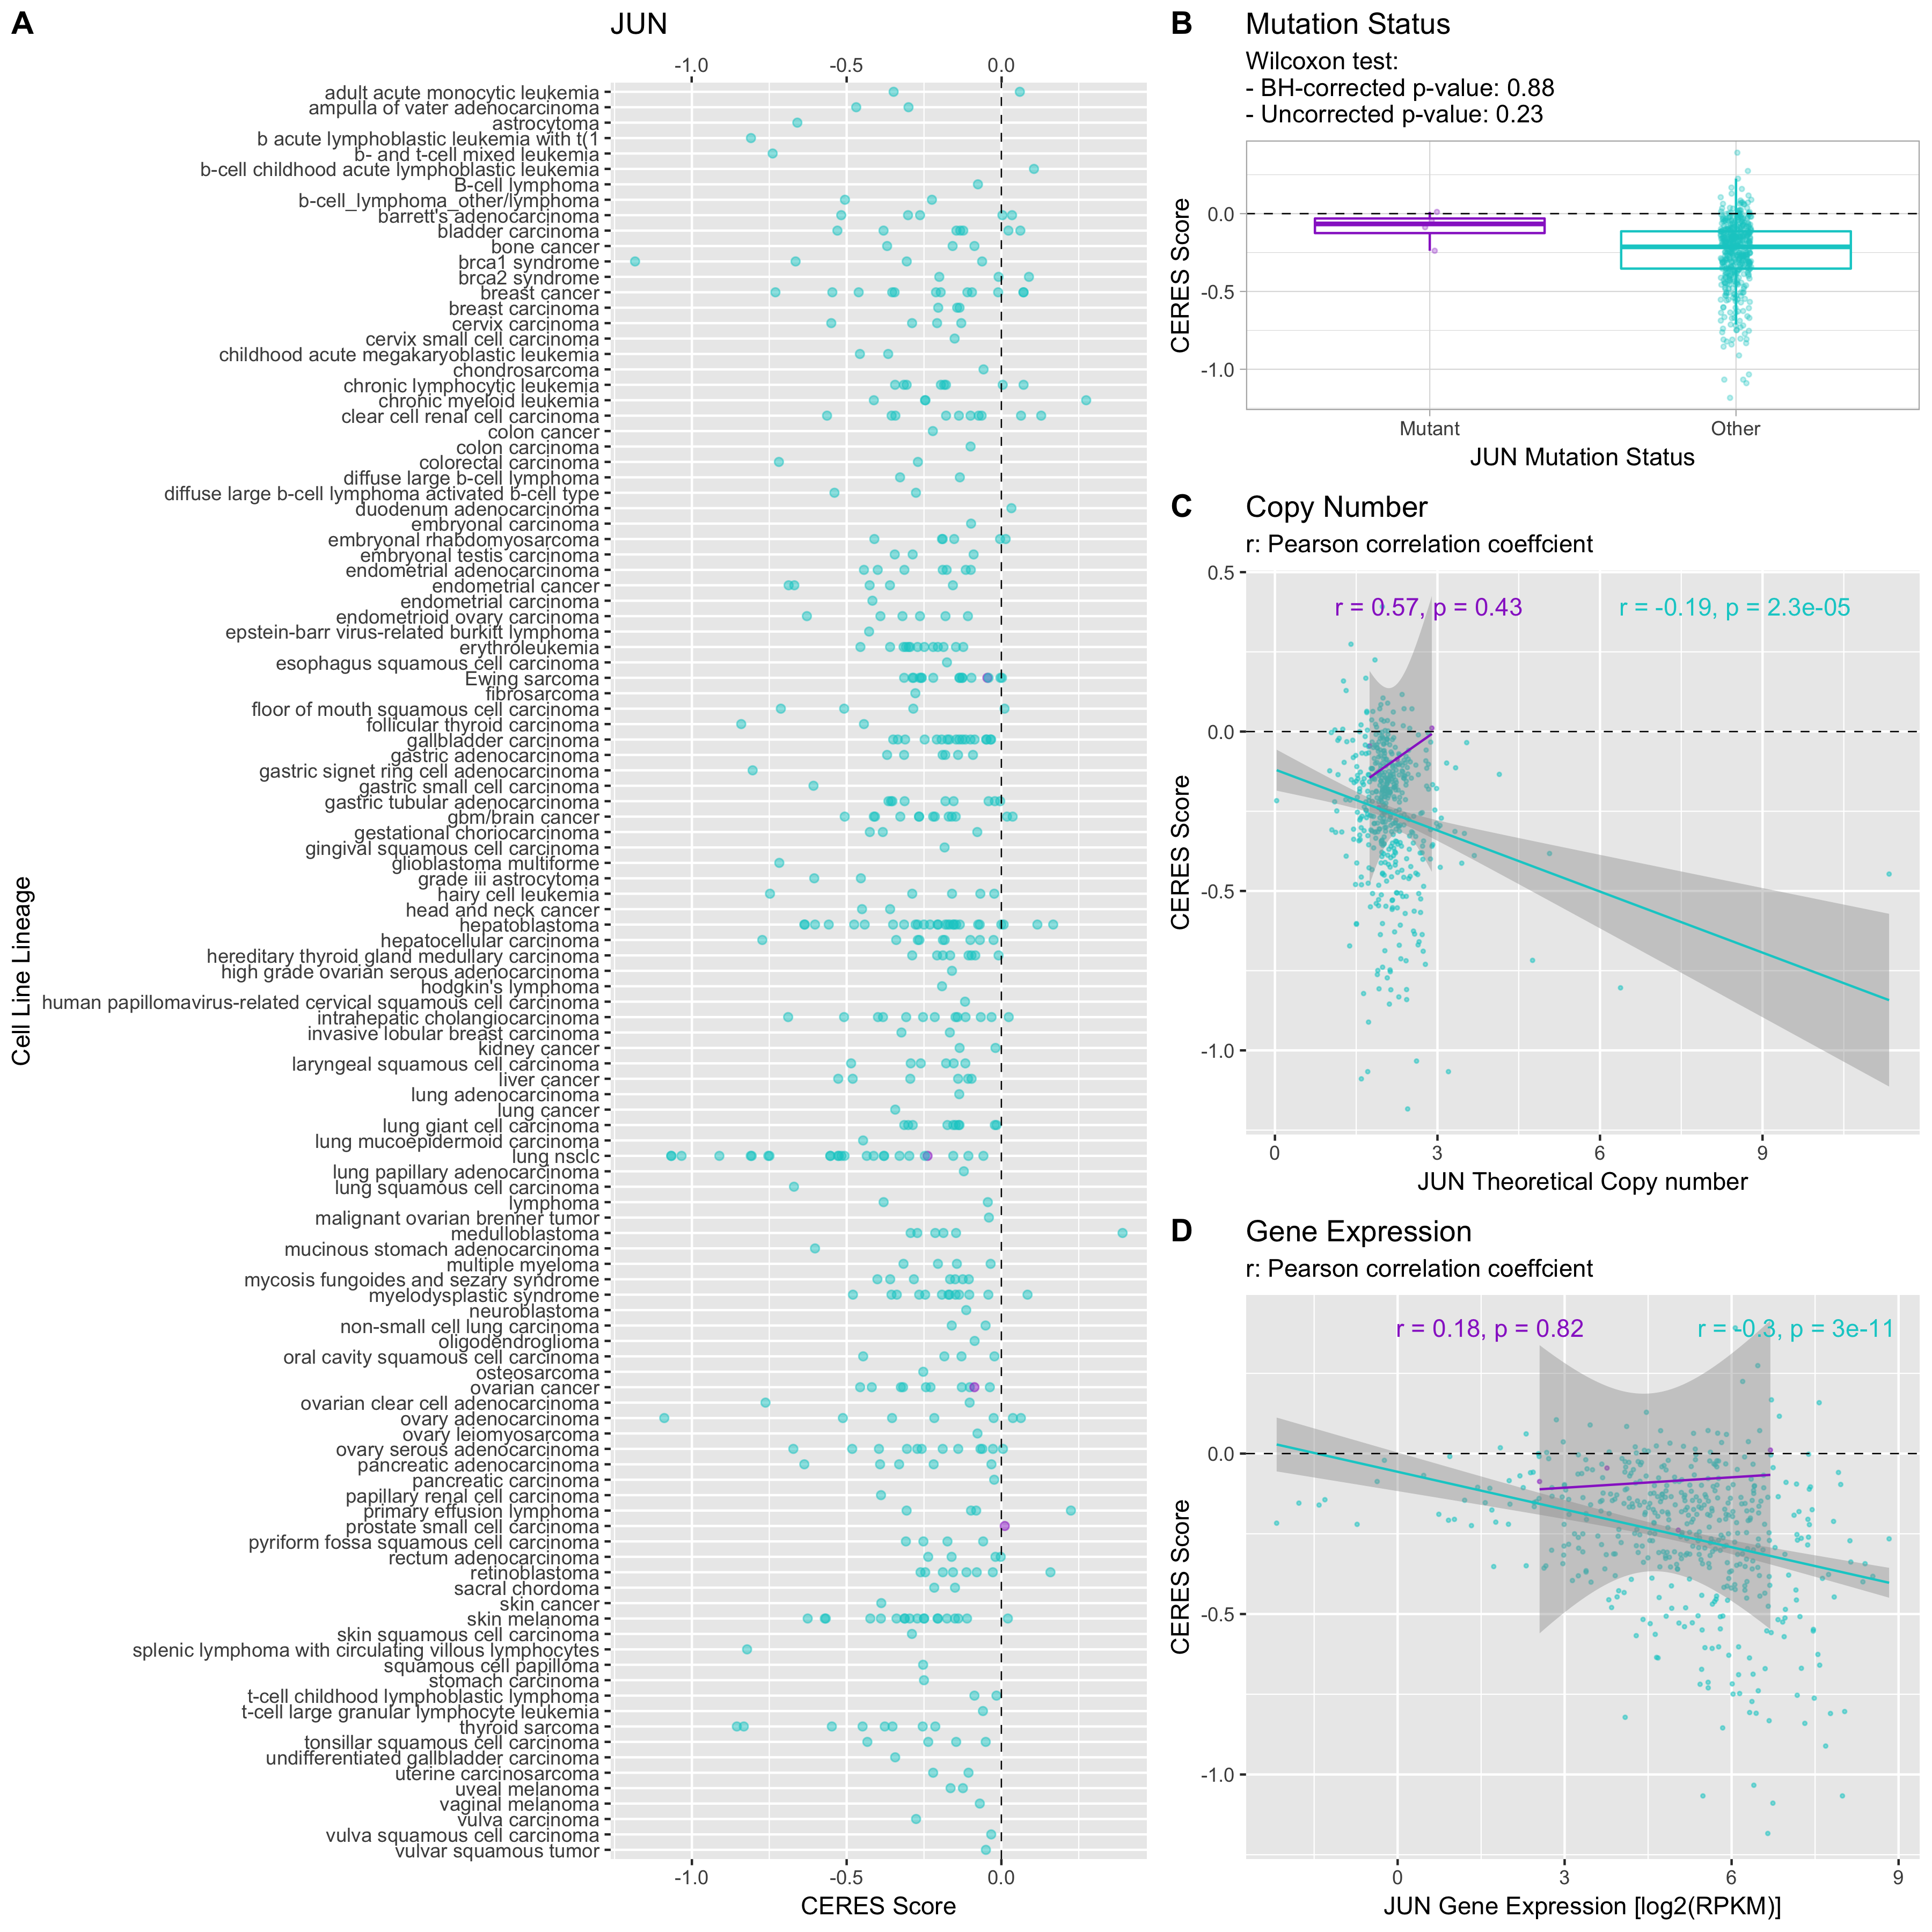 A
JUN
-1.0
-0.5
0.0
adult acute monocytic leukemia
ampulla of vater adenocarcinoma
astrocytoma
b acute lymphoblastic leukemia with t(1
b- and t-cell mixed leukemia
b-cell childhood acute lymphoblastic leukemia
B-cell lymphoma
b-cell_lymphoma_other/lymphoma
barrett's adenocarcinoma
bladder carcinoma
bone cancer
brca1 syndrome
brca2 syndrome
breast cancer
breast carcinoma
cervix carcinoma
cervix small cell carcinoma
childhood acute megakaryoblastic leukemia
chondrosarcoma
chronic lymphocytic leukemia
chronic myeloid leukemia
clear cell renal cell carcinoma
colon cancer
colon carcinoma
colorectal carcinoma
diffuse large b-cell lymphoma
diffuse large b-cell lymphoma activated b-cell type
duodenum adenocarcinoma
embryonal carcinoma
embryonal rhabdomyosarcoma
embryonal testis carcinoma
endometrial adenocarcinoma
endometrial cancer
endometrial carcinoma
endometrioid ovary carcinoma
epstein-barr virus-related burkitt lymphoma
erythroleukemia
esophagus squamous cell carcinoma
Ewing sarcoma
fibrosarcoma
floor of mouth squamous cell carcinoma
follicular thyroid carcinoma
gallbladder carcinoma
gastric adenocarcinoma
gastric signet ring cell adenocarcinoma
gastric small cell carcinoma
gastric tubular adenocarcinoma
gbm/brain cancer
gestational choriocarcinoma
gingival squamous cell carcinoma
glioblastoma multiforme
grade iii astrocytoma
hairy cell leukemia
head and neck cancer
hepatoblastoma
hepatocellular carcinoma
hereditary thyroid gland medullary carcinoma
high grade ovarian serous adenocarcinoma
hodgkin's lymphoma
human papillomavirus-related cervical squamous cell carcinoma
intrahepatic cholangiocarcinoma
invasive lobular breast carcinoma
kidney cancer
laryngeal squamous cell carcinoma
liver cancer
lung adenocarcinoma
lung cancer
lung giant cell carcinoma
lung mucoepidermoid carcinoma
lung nsclc
lung papillary adenocarcinoma
lung squamous cell carcinoma
lymphoma
malignant ovarian brenner tumor
medulloblastoma
mucinous stomach adenocarcinoma
multiple myeloma
mycosis fungoides and sezary syndrome
myelodysplastic syndrome
neuroblastoma
non-small cell lung carcinoma
oligodendroglioma
oral cavity squamous cell carcinoma
osteosarcoma
ovarian cancer
ovarian clear cell adenocarcinoma
ovary adenocarcinoma
ovary leiomyosarcoma
ovary serous adenocarcinoma
pancreatic adenocarcinoma
pancreatic carcinoma
papillary renal cell carcinoma
primary effusion lymphoma
prostate small cell carcinoma
pyriform fossa squamous cell carcinoma
rectum adenocarcinoma
retinoblastoma
sacral chordoma
skin cancer
skin melanoma
skin squamous cell carcinoma
splenic lymphoma with circulating villous lymphocytes
squamous cell papilloma
stomach carcinoma
t-cell childhood lymphoblastic lymphoma
t-cell large granular lymphocyte leukemia
thyroid sarcoma
tonsillar squamous cell carcinoma
undifferentiated gallbladder carcinoma
uterine carcinosarcoma
uveal melanoma
vaginal melanoma
vulva carcinoma
vulva squamous cell carcinoma
vulvar squamous tumor
-1.0
-0.5
0.0
CERES Score
Cell Line Lineage
B
Mutation Status
Wilcoxon test:
- BH-corrected p-value: 0.88
- Uncorrected p-value: 0.23
0.0
-0.5
-1.0
CERES Score
Mutant
Other
JUN Mutation Status
C
Copy Number
r: Pearson correlation coeffcient
r = 0.57, p = 0.43
r = -0.19, p = 2.3e-05
0.5
0.0
-0.5
-1.0
CERES Score
0
3
6
9
JUN Theoretical Copy number
D
Gene Expression
r: Pearson correlation coeffcient
r = 0.18, p = 0.82
r = -0.3, p = 3e-11
0.0
-0.5
-1.0
CERES Score
0
3
6
9
JUN Gene Expression [log2(RPKM)]